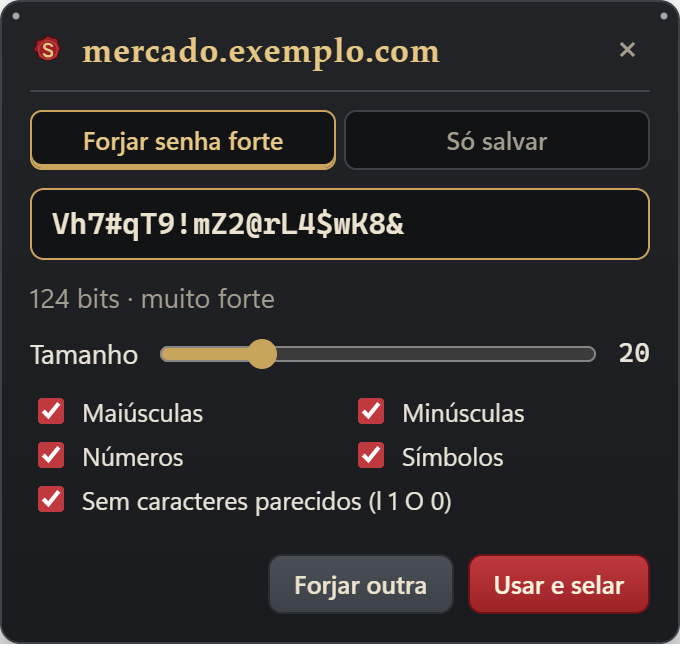 S mercado.exemplo.com ✕
Forjar senha forte Só salvar
Vh7#qT9!mZ2@rL4$wK8&
124 bits · muito forte
Tamanho 20
Maiúsculas Minúsculas
Números Símbolos
Sem caracteres parecidos (l 1 O 0)
Forjar outra Usar e selar